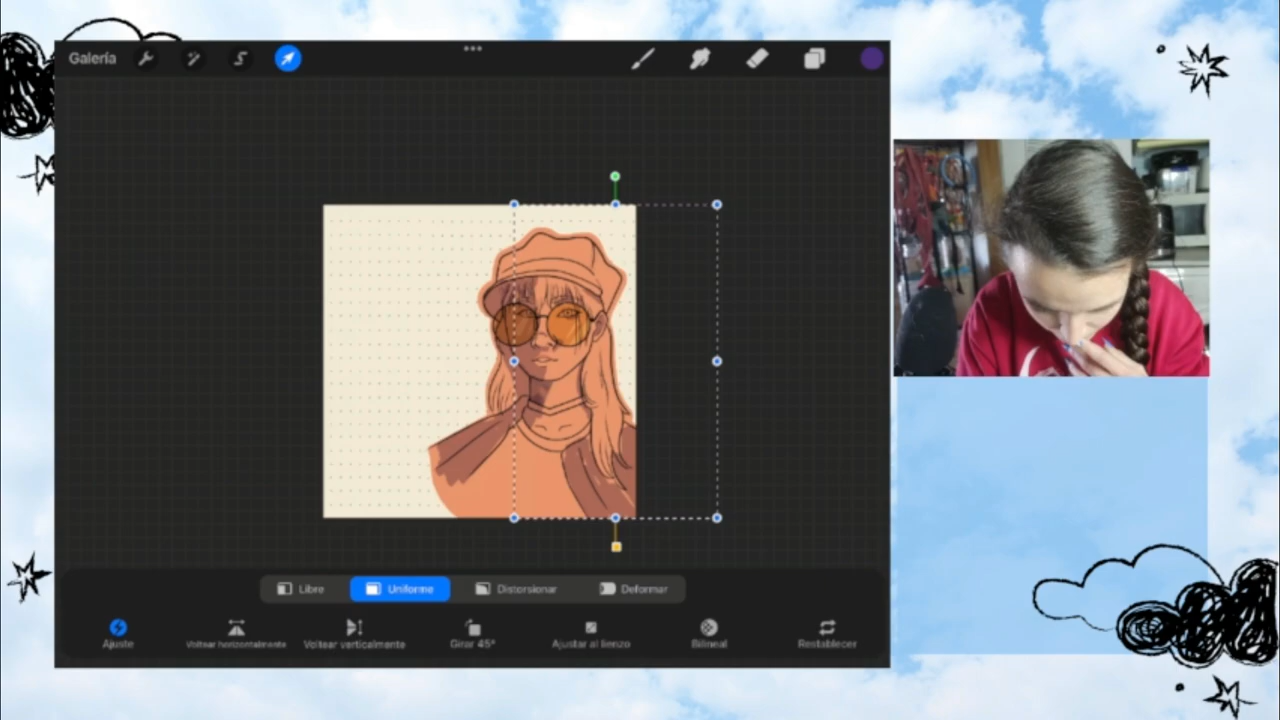 Galería
Libre Uniforme Distorsionar Deformar
Ajuste Voltear horizontalmente Voltear verticalmente Girar 45° Ajustar al lienzo Bilineal Restablecer